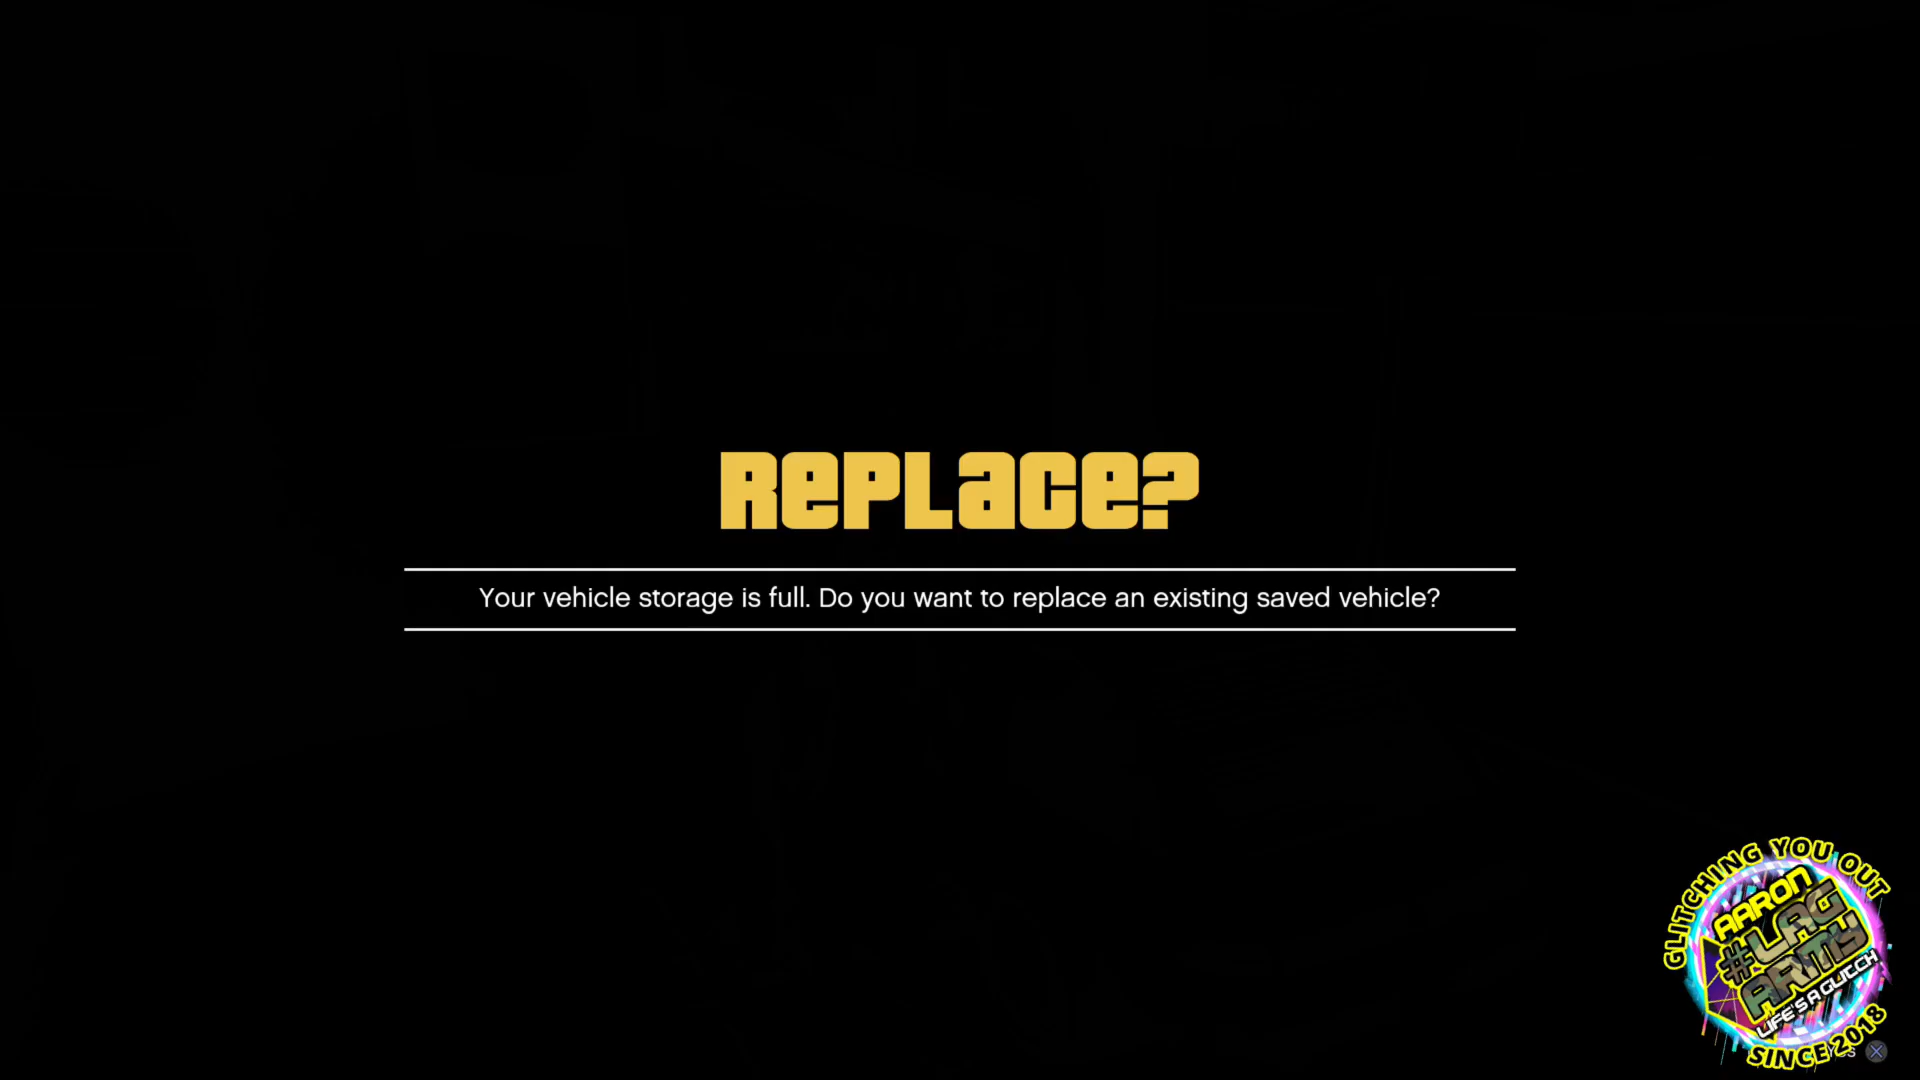 RePLace?
Your vehicle storage is full. Do you want to replace an existing saved vehicle?
GLITCHING YOU OUT
AARON
#LAG
ARMY
LIFE'S A GLITCH
SINCE 2018